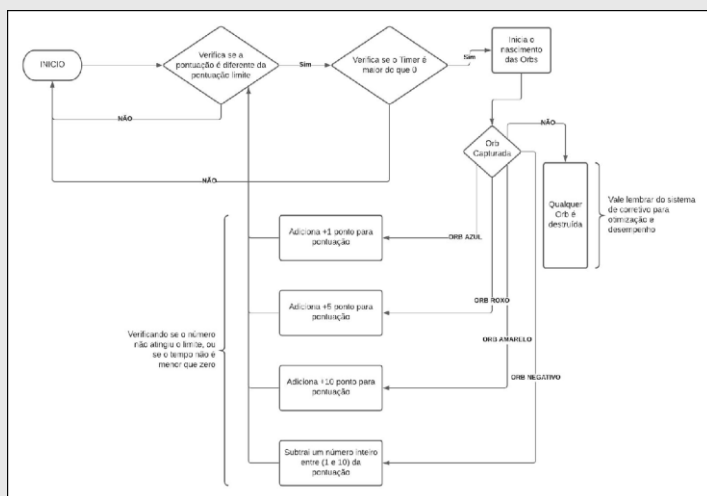 INICIO
Verifica se a
pontuação é diferente da
pontuação limite
Sim
Verifica se o Timer é
maior do que 0
Sim
Inicia o
nascimento
das Orbs
NÃO
NÃO
Orb
Capturada
NÃO
Qualquer
Orb é
destruída
Vale lembrar do sistema
de corretivo para
otimização e
desempenho
Adiciona +1 ponto para
pontuação
ORB AZUL
Adiciona +5 ponto para
pontuação
ORB ROXO
Verificando se o número
não atingiu o limite, ou
se o tempo não é
menor que zero
ORB AMARELO
Adiciona +10 ponto para
pontuação
ORB NEGATIVO
Subtrai um número inteiro
entre (1 e 10) da
pontuação